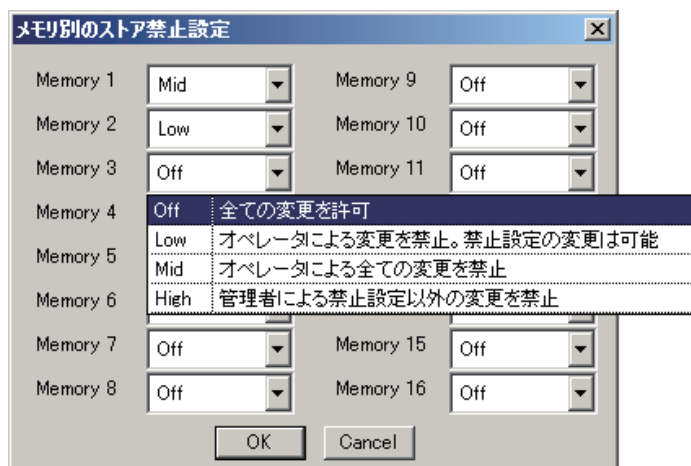 メモリ別のストア禁止設定
Memory 1 Mid Memory 9 Off
Memory 2 Low Memory 10 Off
Memory 3 Off Memory 11 Off
Memory 4 Off 全ての変更を許可
Low オペレータによる変更を禁止。禁止設定の変更は可能
Memory 5
Mid オペレータによる全ての変更を禁止
Memory 6 High 管理者による禁止設定以外の変更を禁止
Memory 7 Off Memory 15 Off
Memory 8 Off Memory 16 Off
OK Cancel